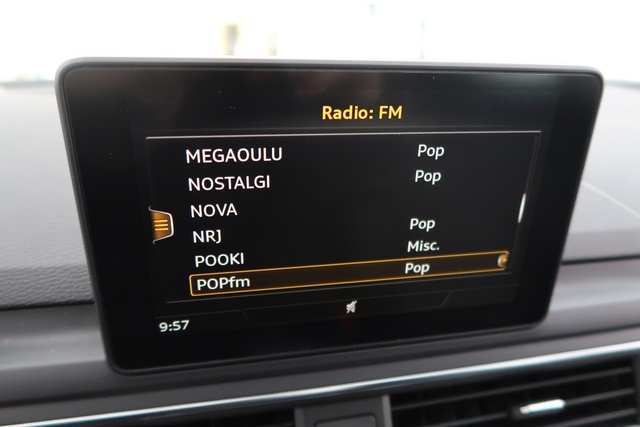 Radio: FM
MEGAOULU Pop
NOSTALGI Pop
NOVA
NRJ Pop
POOKI Misc.
POPfm Pop
9:57